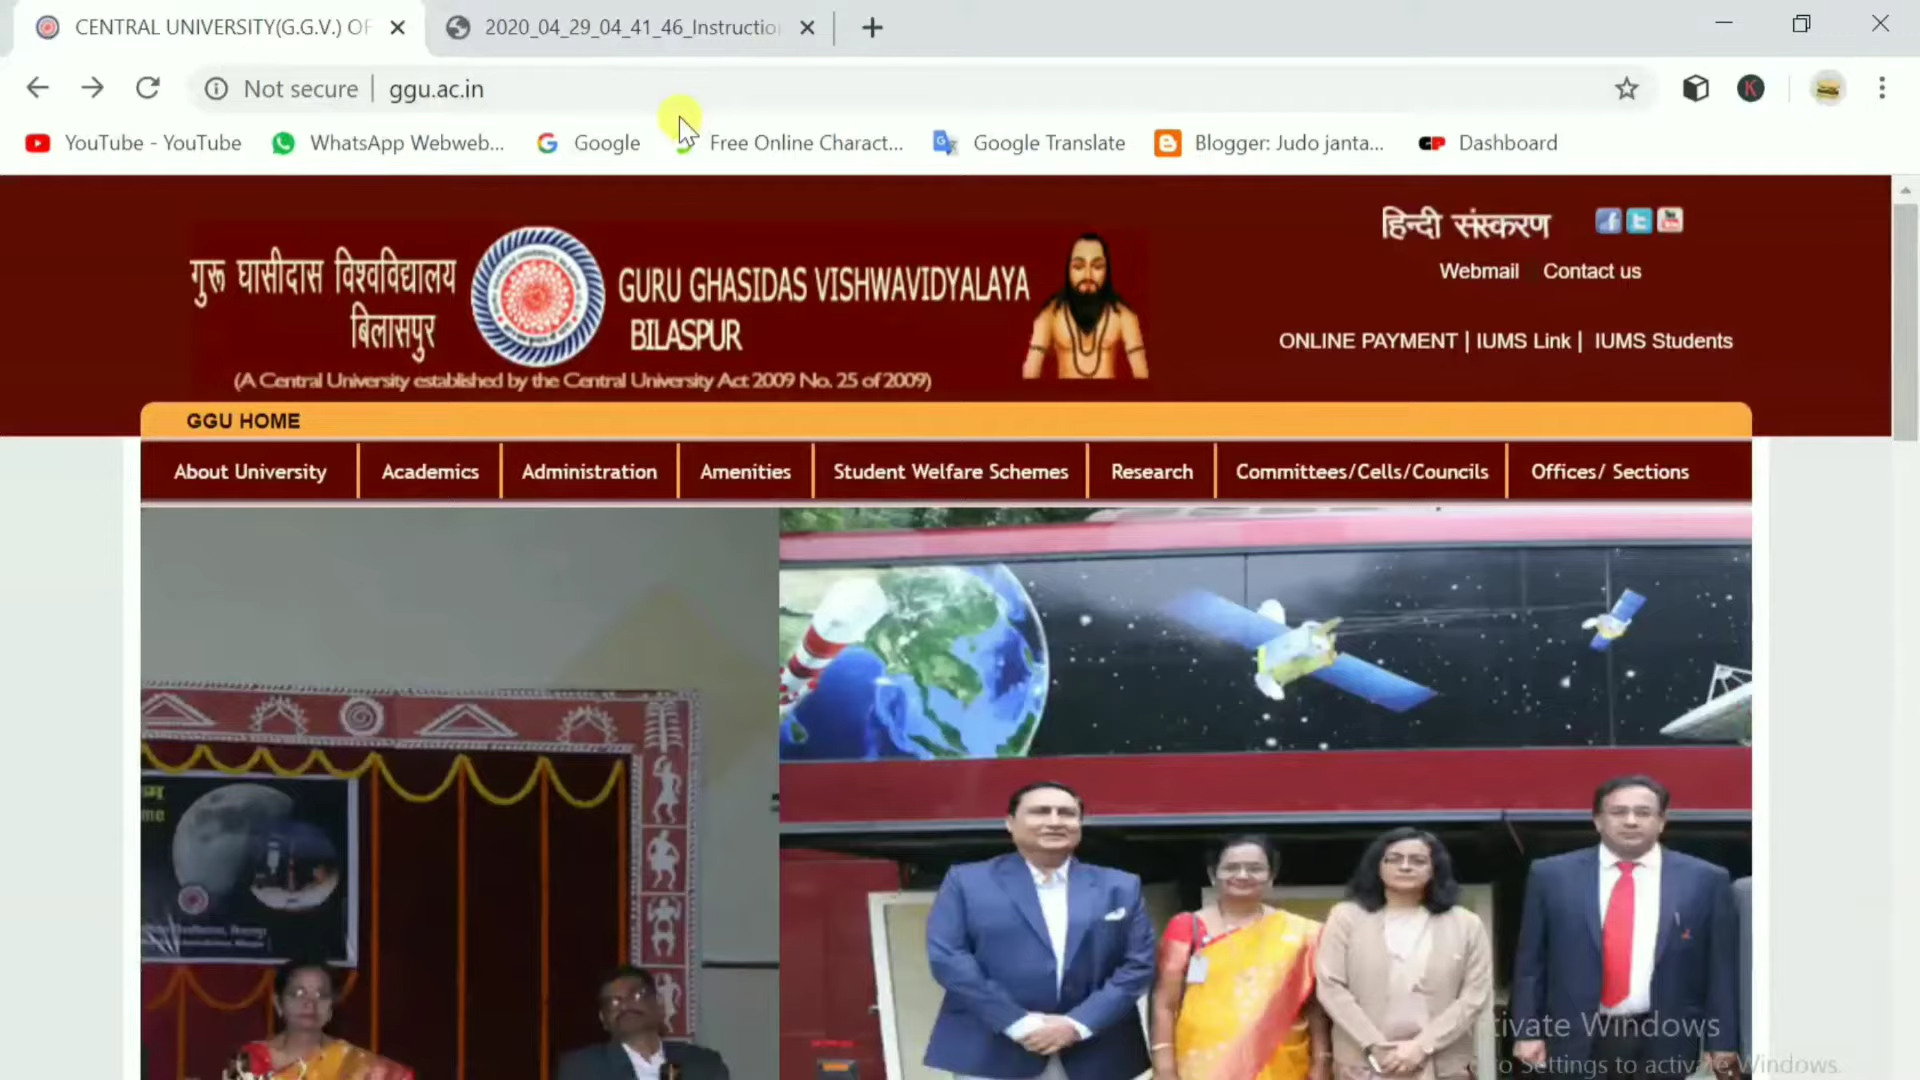 CENTRAL UNIVERSITY(G.G.V.) OF
2020_04_29_04_41_46_Instructio
Not secure
ggu.ac.in
YouTube - YouTube
WhatsApp Webweb...
Google
Free Online Charact...
Google Translate
Blogger: Judo janta...
Dashboard
हिन्दी संस्करण
Webmail Contact us
गुरू घासीदास विश्वविद्यालय
बिलासपुर
GURU GHASIDAS VISHWAVIDYALAYA
BILASPUR
(A Central University established by the Central University Act 2009 No. 25 of 2009)
ONLINE PAYMENT | IUMS Link | IUMS Students
GGU HOME
About University
Academics
Administration
Amenities
Student Welfare Schemes
Research
Committees/Cells/Councils
Offices/ Sections
Windows
Settings to activate Windows.